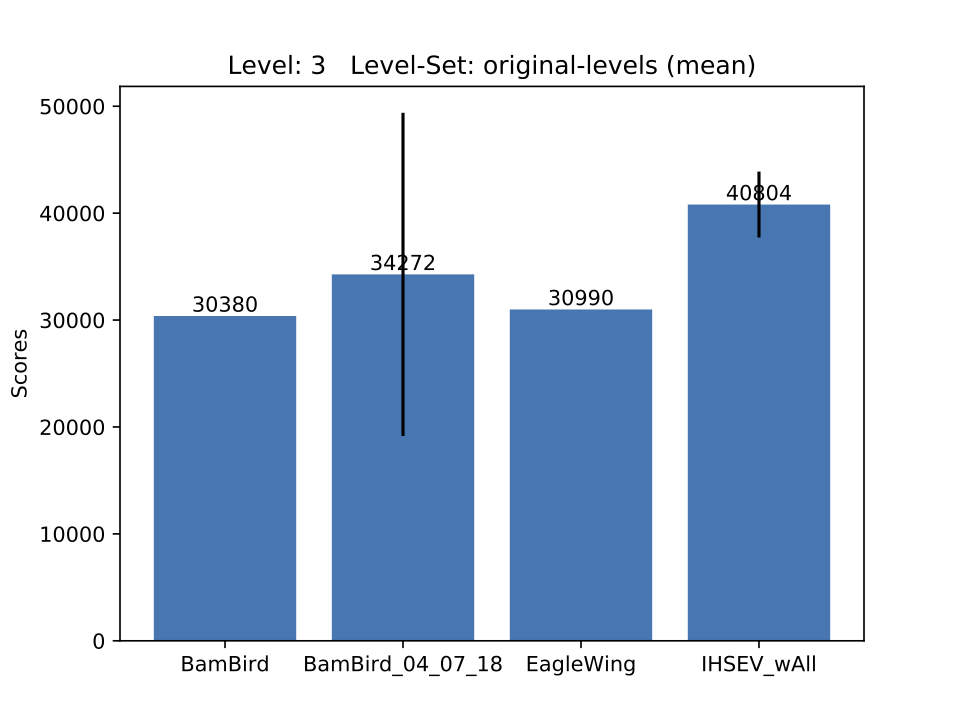 Level: 3   Level-Set: original-levels (mean)
50000
40000
30000
20000
10000
0
Scores
30380
34272
30990
40804
BamBird
BamBird_04_07_18
EagleWing
IHSEV_wAll